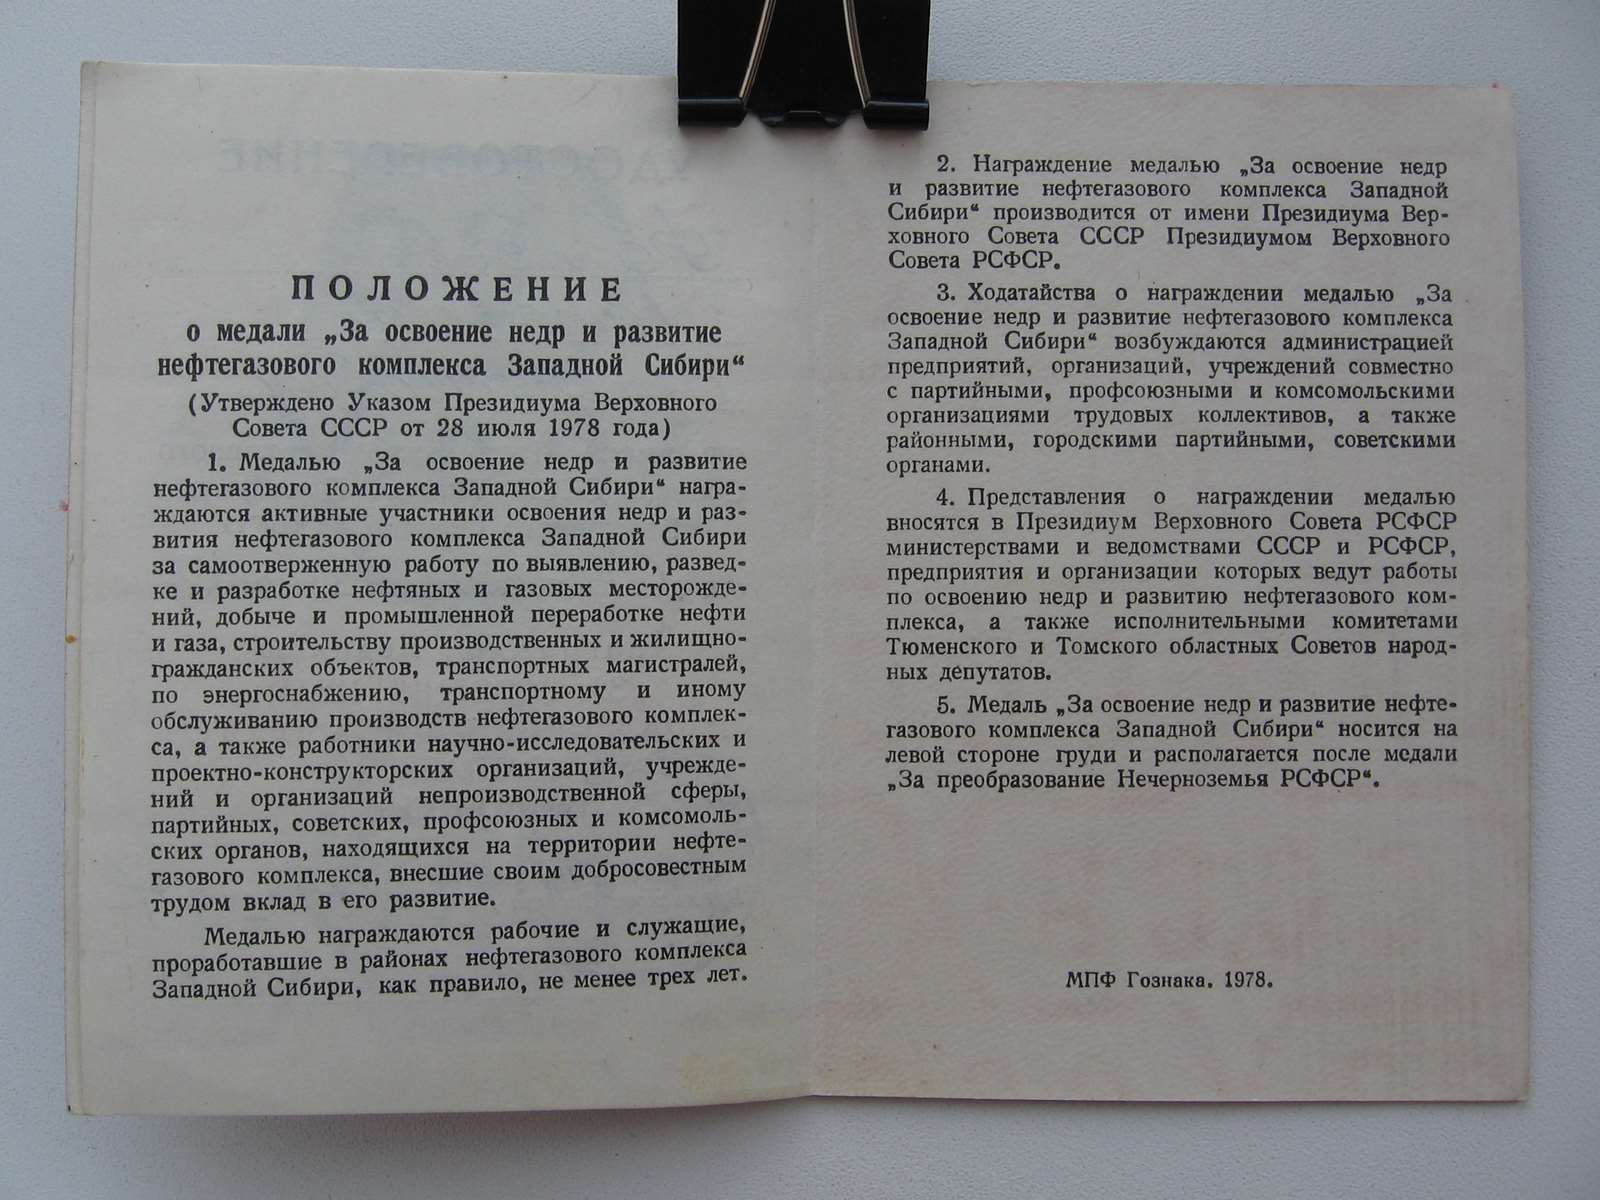 ПОЛОЖЕНИЕ
о медали „За освоение недр и развитие
нефтегазового комплекса Западной Сибири“
(Утверждено Указом Президиума Верховного
Совета СССР от 28 июля 1978 года)
1. Медалью „За освоение недр и развитие
нефтегазового комплекса Западной Сибири“ награ-
ждаются активные участники освоения недр и раз-
вития нефтегазового комплекса Западной Сибири
за самоотверженную работу по выявлению, развед-
ке и разработке нефтяных и газовых месторожде-
ний, добыче и промышленной переработке нефти
и газа, строительству производственных и жилищно-
гражданских объектов, транспортных магистралей,
по энергоснабжению, транспортному и иному
обслуживанию производств нефтегазового комплек-
са, а также работники научно-исследовательских и
проектно-конструкторских организаций, учрежде-
ний и организаций непроизводственной сферы,
партийных, советских, профсоюзных и комсомоль-
ских органов, находящихся на территории нефте-
газового комплекса, внесшие своим добросовестным
трудом вклад в его развитие.
Медалью награждаются рабочие и служащие,
проработавшие в районах нефтегазового комплекса
Западной Сибири, как правило, не менее трех лет.
2. Награждение медалью „За освоение недр
и развитие нефтегазового комплекса Западной
Сибири“ производится от имени Президиума Вер-
ховного Совета СССР Президиумом Верховного
Совета РСФСР.
3. Ходатайства о награждении медалью „За
освоение недр и развитие нефтегазового комплекса
Западной Сибири“ возбуждаются администрацией
предприятий, организаций, учреждений совместно
с партийными, профсоюзными и комсомольскими
организациями трудовых коллективов, а также
районными, городскими партийными, советскими
органами.
4. Представления о награждении медалью
вносятся в Президиум Верховного Совета РСФСР
министерствами и ведомствами СССР и РСФСР,
предприятия и организации которых ведут работы
по освоению недр и развитию нефтегазового ком-
плекса, а также исполнительными комитетами
Тюменского и Томского областных Советов народ-
ных депутатов.
5. Медаль „За освоение недр и развитие нефте-
газового комплекса Западной Сибири“ носится на
левой стороне груди и располагается после медали
„За преобразование Нечерноземья РСФСР“.
МПФ Гознака. 1978.